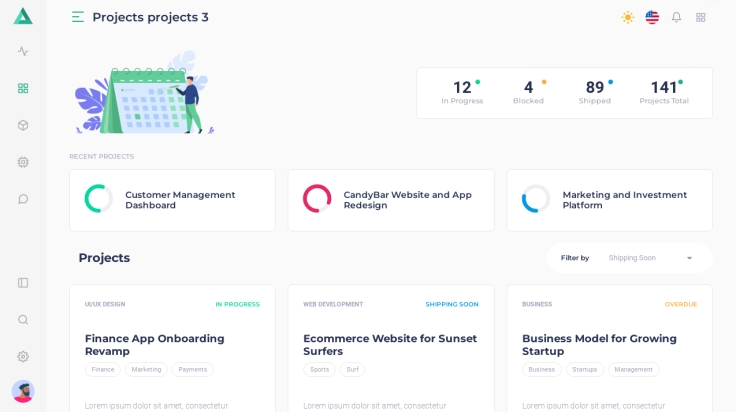 Projects projects 3
12
In Progress
4
Blocked
89
Shipped
141
Projects Total
RECENT PROJECTS
Customer Management
Dashboard
CandyBar Website and App
Redesign
Marketing and Investment
Platform
Projects
Filter by
Shipping Soon
UI/UX DESIGN
IN PROGRESS
Finance App Onboarding
Revamp
Finance
Marketing
Payments
Lorem ipsum dolor sit amet, consectetur
WEB DEVELOPMENT
SHIPPING SOON
Ecommerce Website for Sunset
Surfers
Sports
Surf
Lorem ipsum dolor sit amet, consectetur
BUSINESS
OVERDUE
Business Model for Growing
Startup
Business
Startups
Management
Lorem ipsum dolor sit amet, consectetur